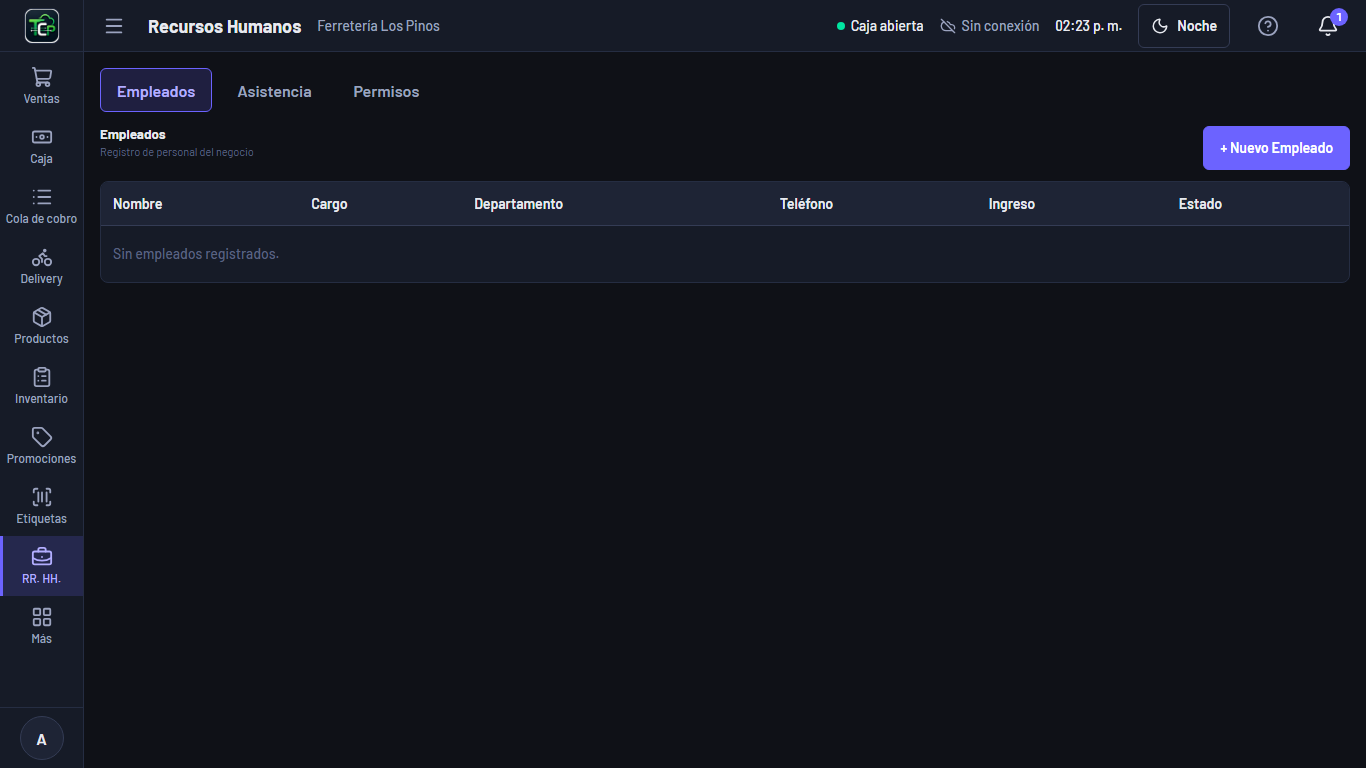 TCP
Recursos Humanos
Ferretería Los Pinos
Caja abierta
Sin conexión
02:23 p. m.
Noche
1
Ventas
Caja
Cola de cobro
Delivery
Productos
Inventario
Promociones
Etiquetas
RR. HH.
Más
A
Empleados
Asistencia
Permisos
Empleados
Registro de personal del negocio
+ Nuevo Empleado
Nombre Cargo Departamento Teléfono Ingreso Estado
Sin empleados registrados.